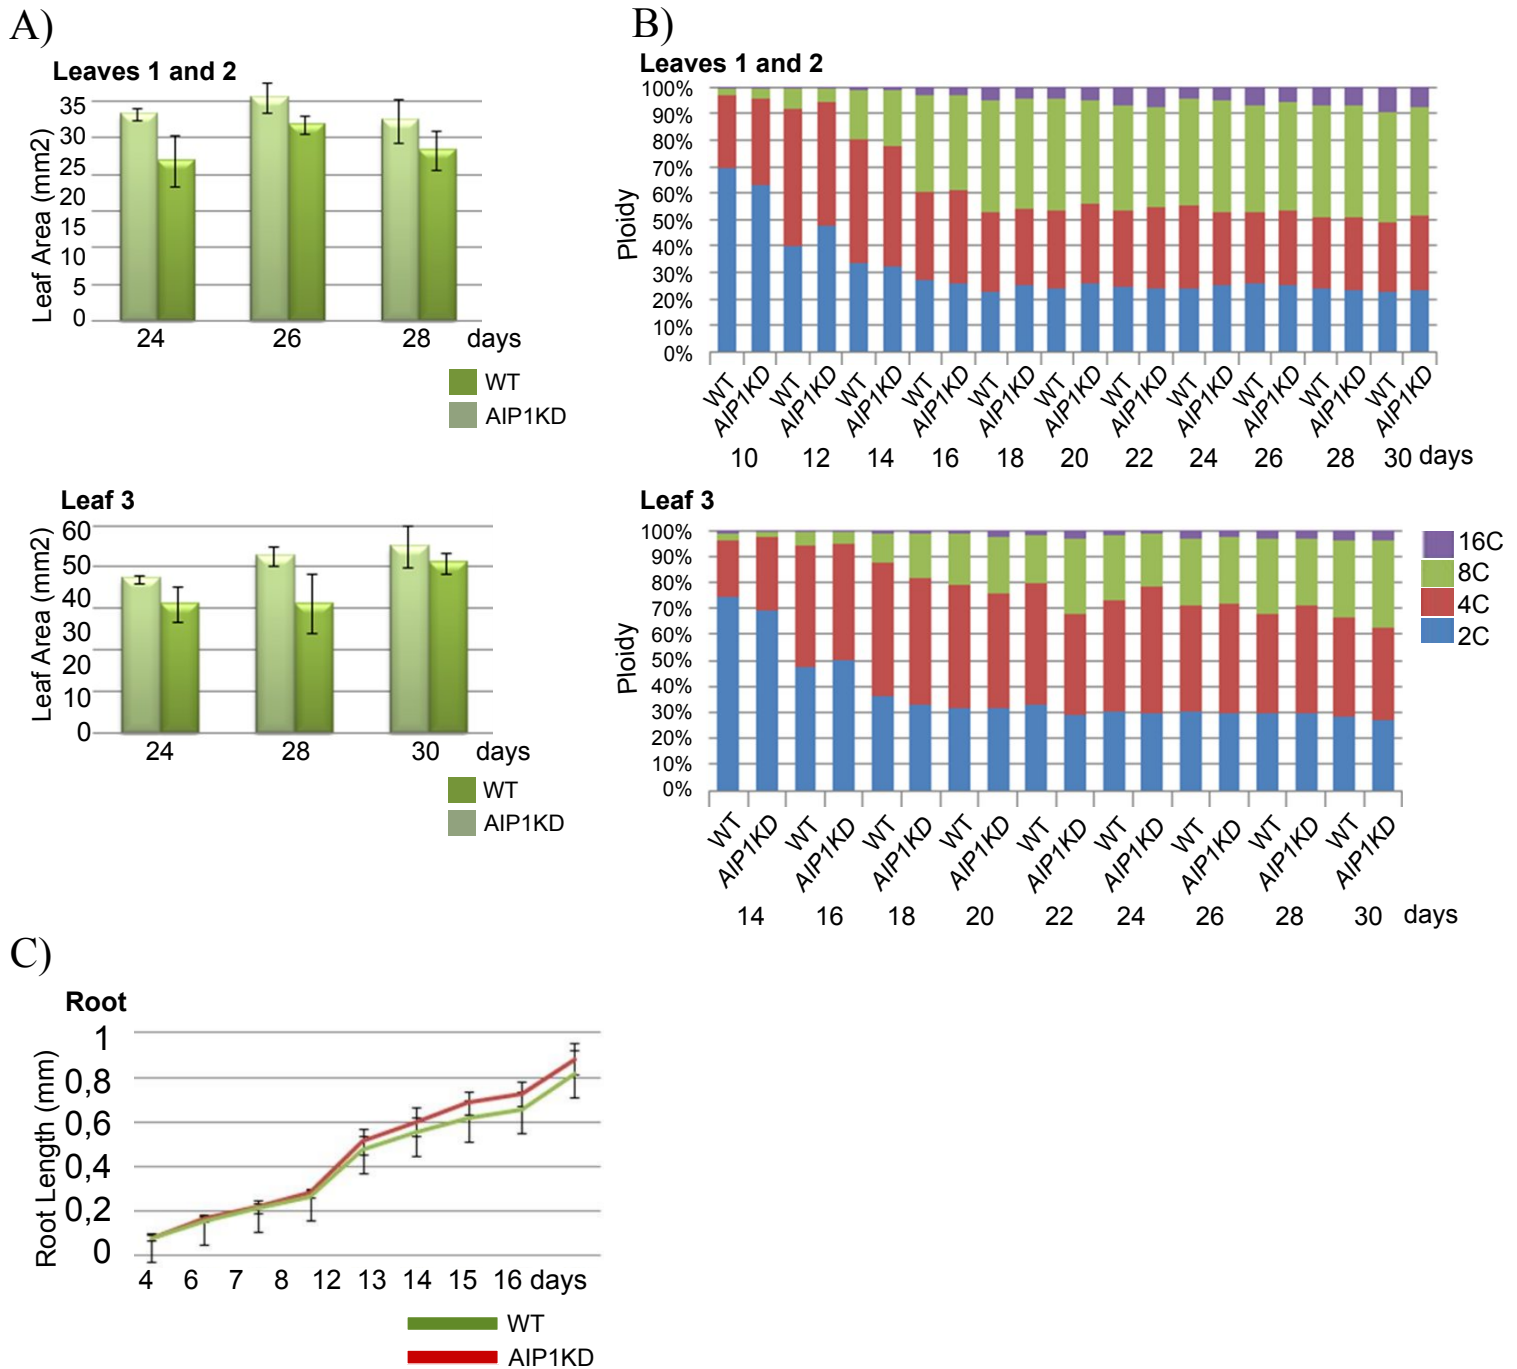 A)
Leaves 1 and 2
Leaf Area (mm2)
35
30
25
20
15
10
5
0
24 26 28 days
WT
AIP1KD
Leaf 3
Leaf Area (mm2)
60
50
40
30
20
10
0
24 28 30 days
WT
AIP1KD
B)
Leaves 1 and 2
Ploidy
100%
90%
80%
70%
60%
50%
40%
30%
20%
10%
0%
WT AIP1KD WT AIP1KD WT AIP1KD WT AIP1KD WT AIP1KD WT AIP1KD WT AIP1KD WT AIP1KD WT AIP1KD WT AIP1KD WT AIP1KD
10 12 14 16 18 20 22 24 26 28 30 days
Leaf 3
Ploidy
100%
90%
80%
70%
60%
50%
40%
30%
20%
10%
0%
WT AIP1KD WT AIP1KD WT AIP1KD WT AIP1KD WT AIP1KD WT AIP1KD WT AIP1KD WT AIP1KD WT AIP1KD
14 16 18 20 22 24 26 28 30 days
16C
8C
4C
2C
C)
Root
Root Length (mm)
1
0,8
0,6
0,4
0,2
0
4 6 7 8 12 13 14 15 16 days
WT
AIP1KD